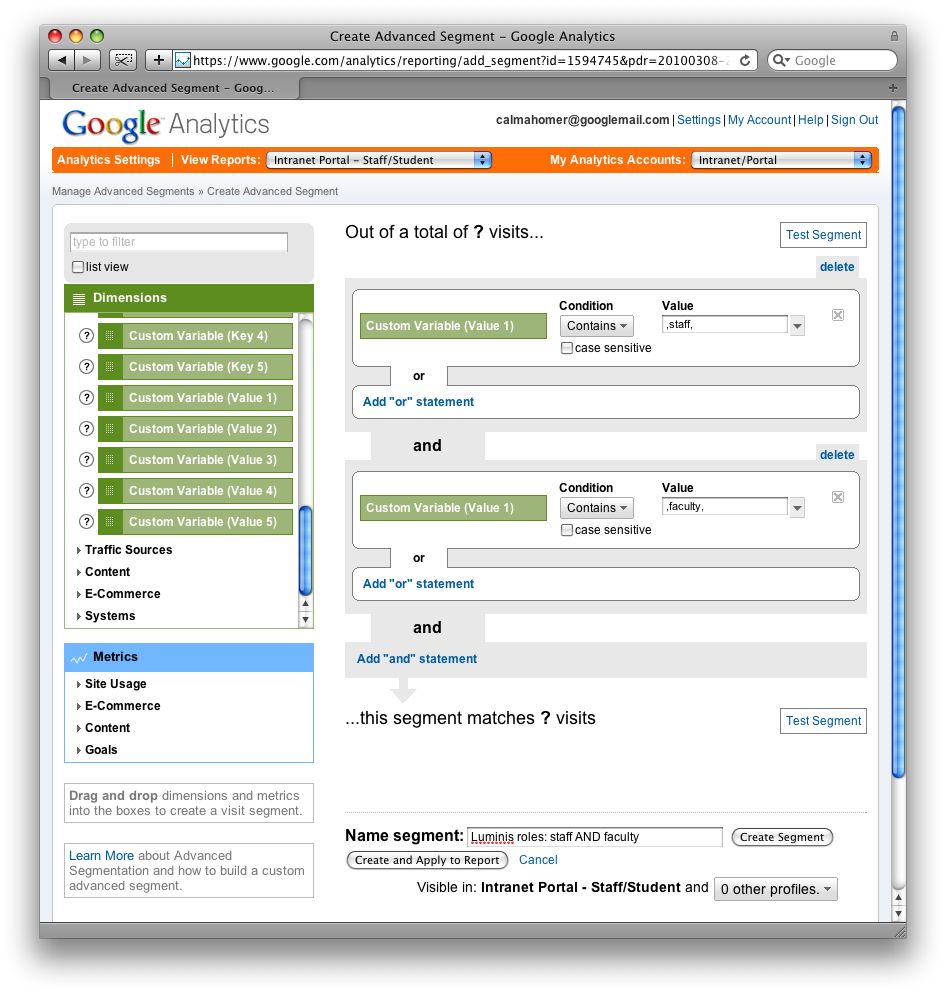 Create Advanced Segment – Google Analytics
https://www.google.com/analytics/reporting/add_segment?id=1594745&pdr=20100308-
Google
Create Advanced Segment – Goog...
Google Analytics
calmahomer@googlemail.com | Settings | My Account | Help | Sign Out
Analytics Settings | View Reports: Intranet Portal - Staff/Student My Analytics Accounts: Intranet/Portal
Manage Advanced Segments » Create Advanced Segment
type to filter
list view
Dimensions
? Custom Variable (Key 4)
? Custom Variable (Key 5)
? Custom Variable (Value 1)
? Custom Variable (Value 2)
? Custom Variable (Value 3)
? Custom Variable (Value 4)
? Custom Variable (Value 5)
Traffic Sources
Content
E-Commerce
Systems
Metrics
Site Usage
E-Commerce
Content
Goals
Drag and drop dimensions and metrics
into the boxes to create a visit segment.
Learn More about Advanced
Segmentation and how to build a custom
advanced segment.
Out of a total of ? visits...
Test Segment
delete
Condition Value
Custom Variable (Value 1) Contains ,staff,
case sensitive
or
Add "or" statement
and
delete
Condition Value
Custom Variable (Value 1) Contains ,faculty,
case sensitive
or
Add "or" statement
and
Add "and" statement
...this segment matches ? visits
Test Segment
Name segment: Luminis roles: staff AND faculty Create Segment
Create and Apply to Report Cancel
Visible in: Intranet Portal - Staff/Student and 0 other profiles.